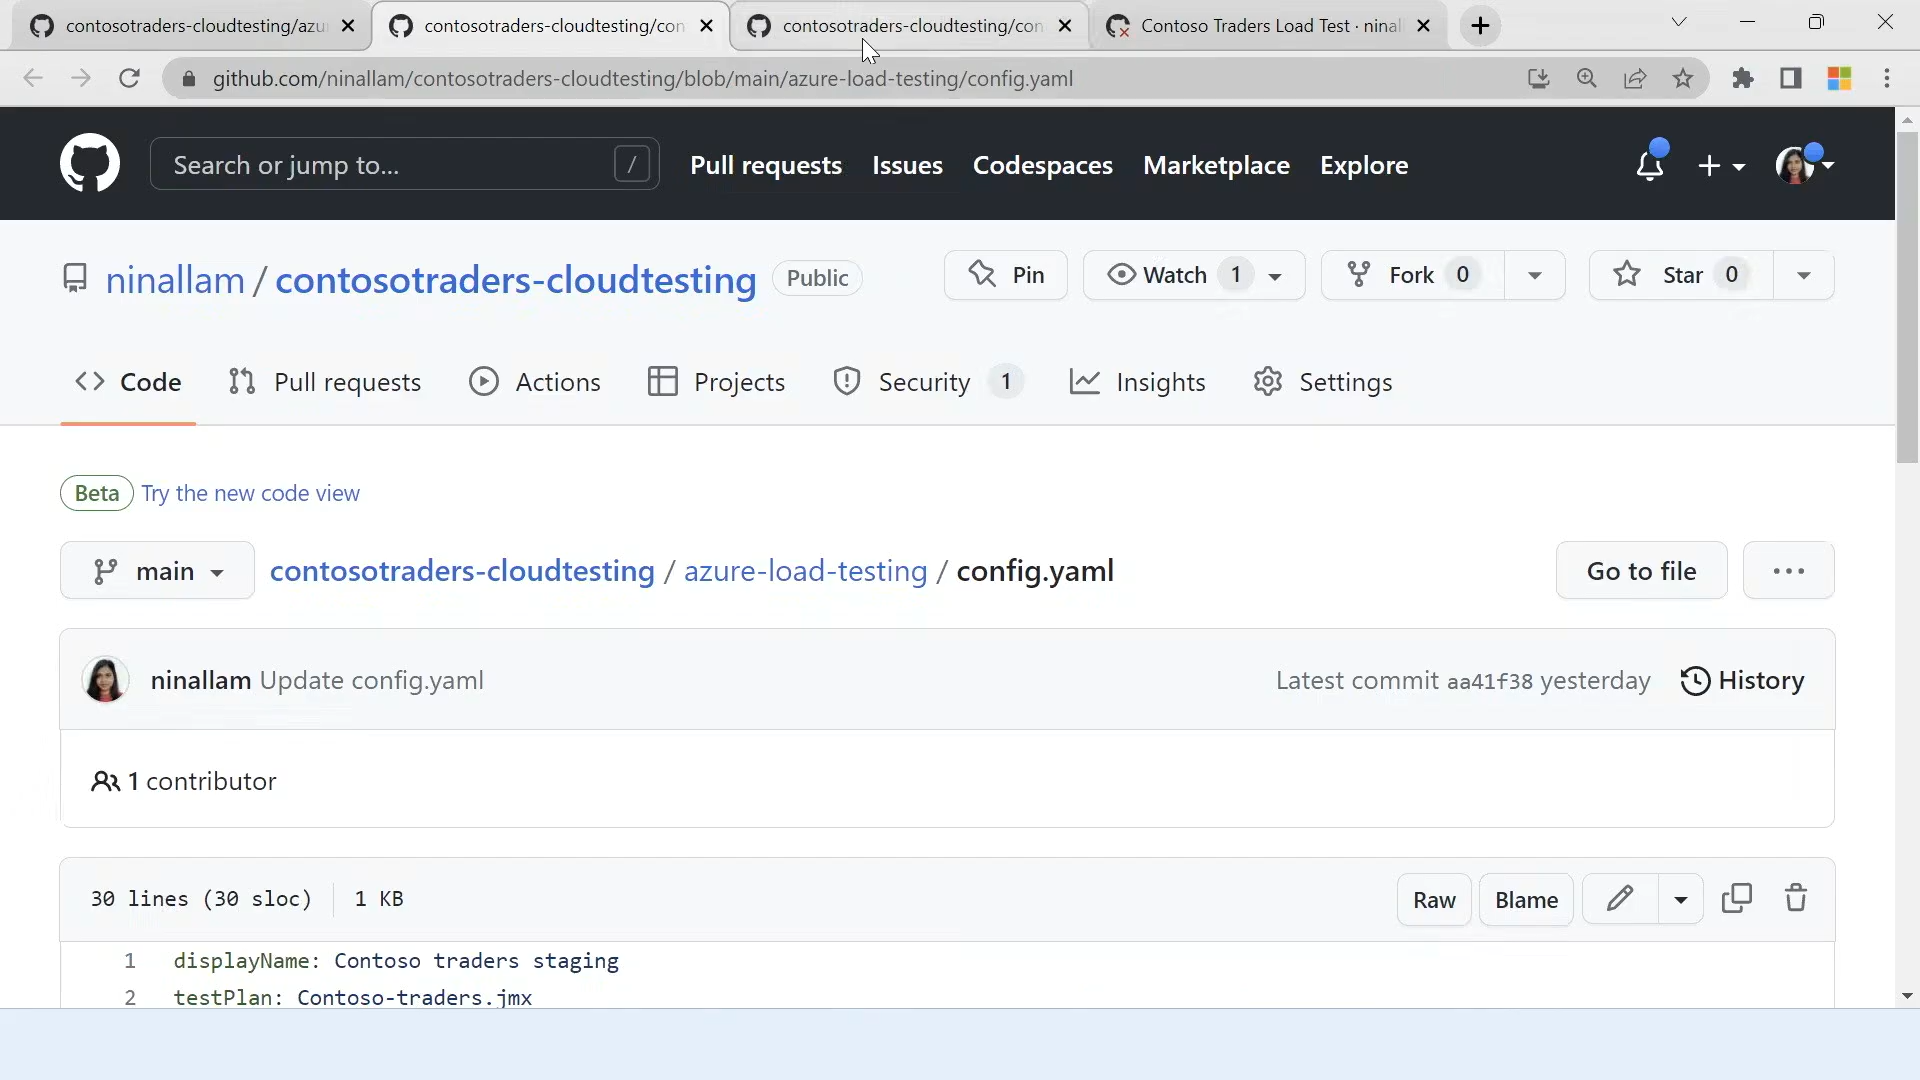 contosotraders-cloudtesting/azu
contosotraders-cloudtesting/con
contosotraders-cloudtesting/con
Contoso Traders Load Test · ninal
github.com/ninallam/contosotraders-cloudtesting/blob/main/azure-load-testing/config.yaml
Search or jump to...
/
Pull requests
Issues
Codespaces
Marketplace
Explore
ninallam / contosotraders-cloudtesting
Public
Pin
Watch 1
Fork 0
Star 0
Code
Pull requests
Actions
Projects
Security 1
Insights
Settings
Beta Try the new code view
main
contosotraders-cloudtesting / azure-load-testing / config.yaml
Go to file
ninallam Update config.yaml
Latest commit aa41f38 yesterday
History
1 contributor
30 lines (30 sloc)
1 KB
Raw
Blame
1 displayName: Contoso traders staging
2 testPlan: Contoso-traders.jmx